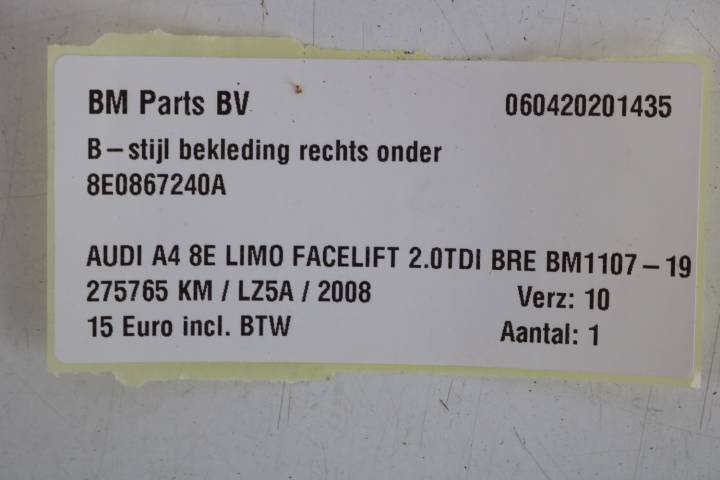 BM Parts BV 060420201435
B-stijl bekleding rechts onder
8E0867240A
AUDI A4 8E LIMO FACELIFT 2.0TDI BRE BM1107-19
275765 KM / LZ5A / 2008 Verz: 10
15 Euro incl. BTW Aantal: 1